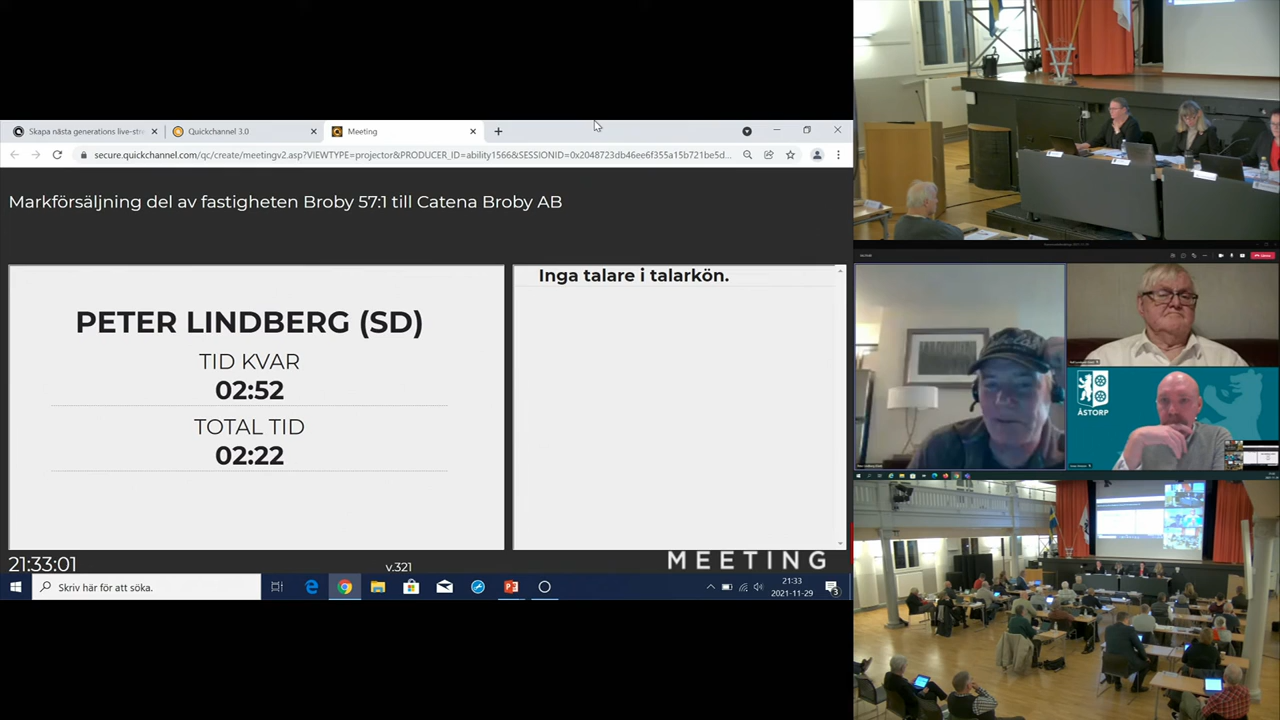 Skapa nästa generations live-str
Quickchannel 3.0
Meeting
secure.quickchannel.com/qc/create/meetingv2.asp?VIEWTYPE=projector&PRODUCER_ID=ability1566&SESSIONID=0x2048723db46ee6f355a15b721be5d...
Markförsäljning del av fastigheten Broby 57:1 till Catena Broby AB
PETER LINDBERG (SD)
TID KVAR
02:52
TOTAL TID
02:22
Inga talare i talarkön.
21:33:01
v.321
MEETING
Skriv här för att söka.
21:33
2021-11-29
3
ÅSTORP